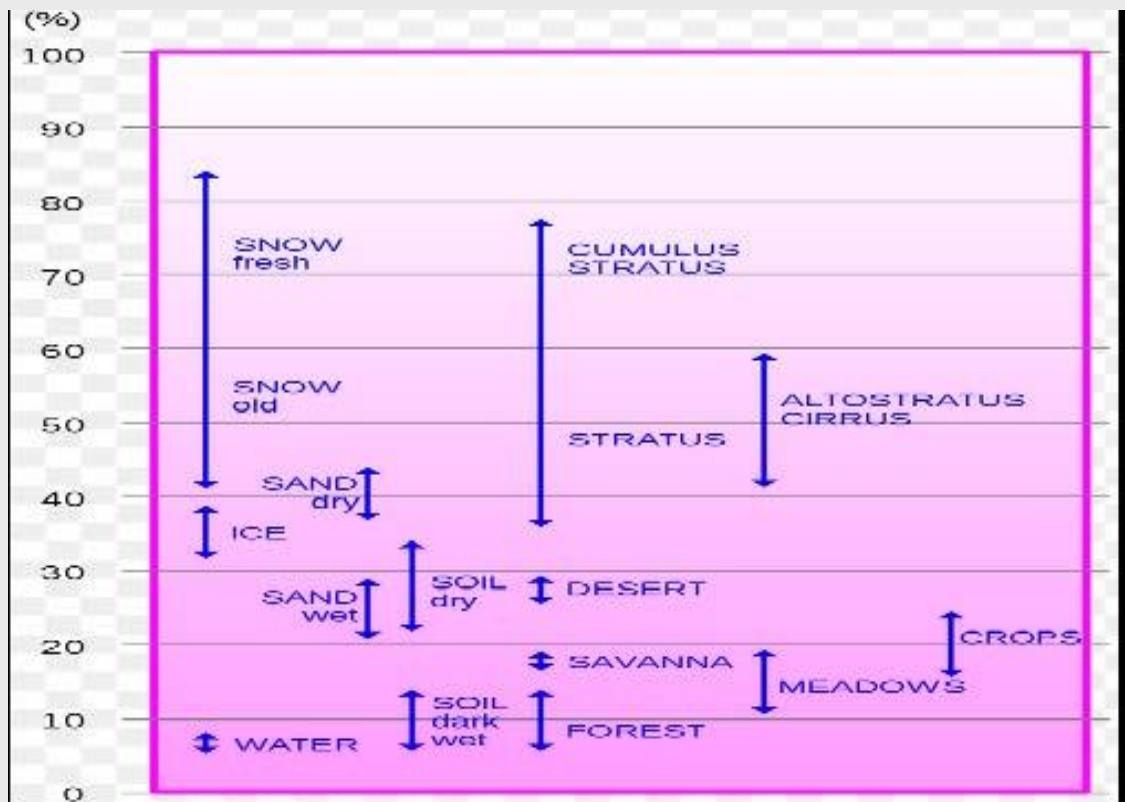 (%)
100
90
80
70
60
50
40
30
20
10
0
SNOW
fresh
SNOW
old
ICE
WATER
SAND
dry
SAND
wet
SOIL
dry
SOIL
dark
wet
CUMULUS
STRATUS
STRATUS
DESERT
SAVANNA
FOREST
ALTOSTRATUS
CIRRUS
MEADOWS
CROPS